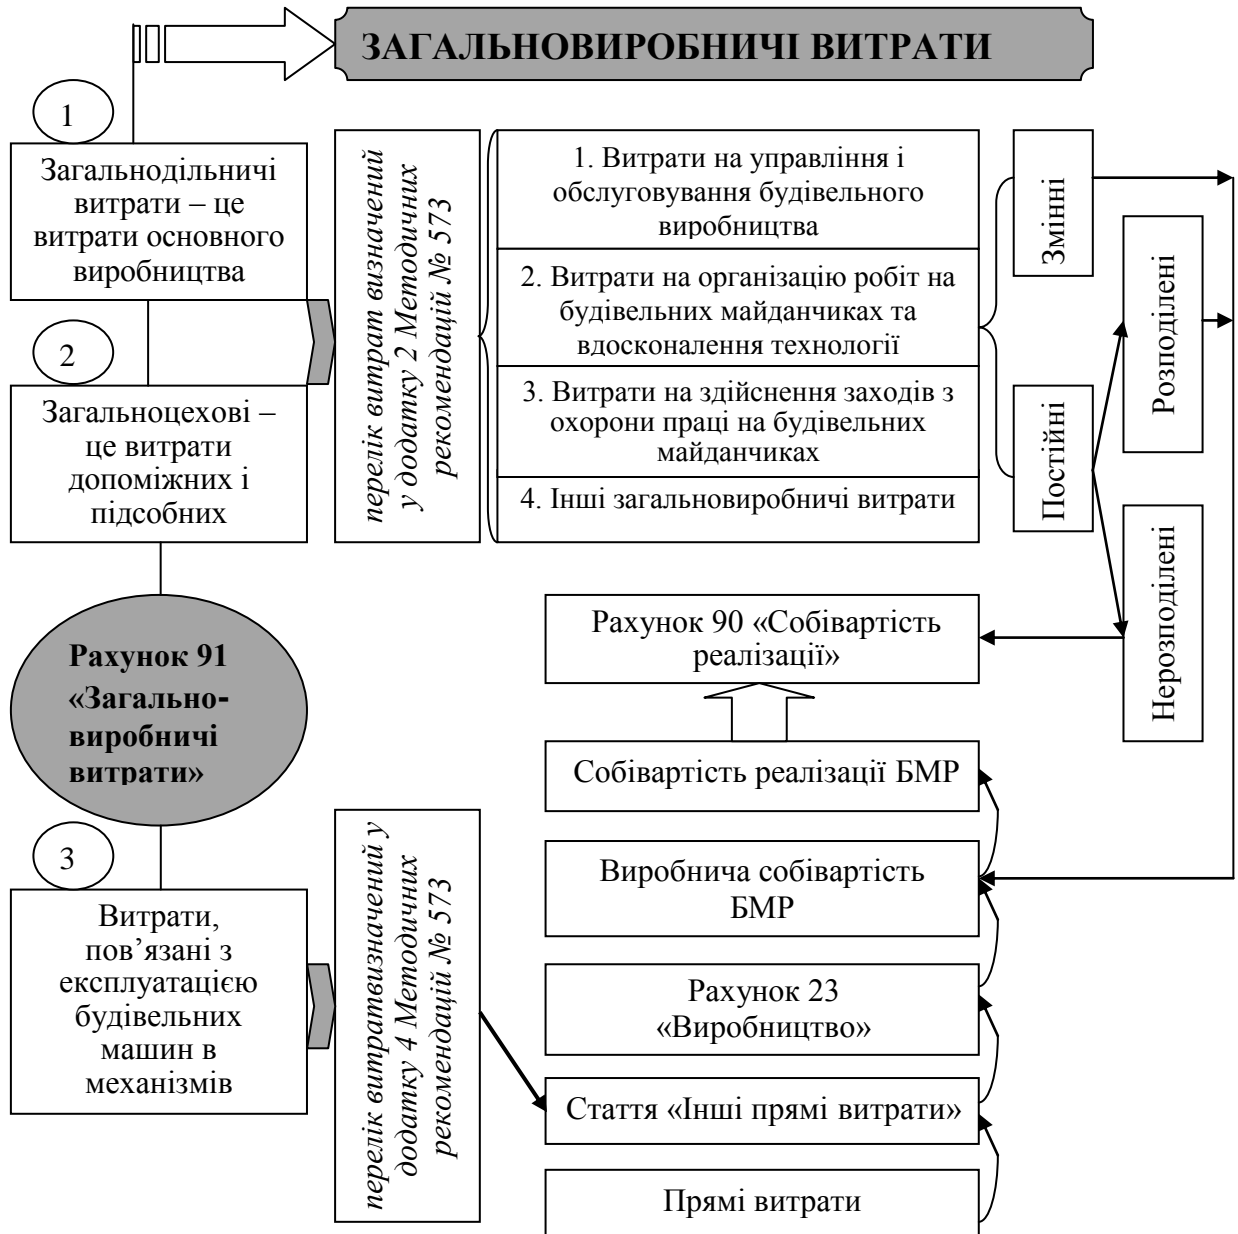 ЗАГАЛЬНОВИРОБНИЧІ ВИТРАТИ
1
Загальнодільничі
витрати – це
витрати основного
виробництва
2
Загальноцехові –
це витрати
допоміжних і
підсобних
перелік витрат визначений
у додатку 2 Методичних
рекомендацій № 573
1. Витрати на управління і
обслуговування будівельного
виробництва
2. Витрати на організацію робіт на
будівельних майданчиках та
вдосконалення технології
3. Витрати на здійснення заходів з
охорони праці на будівельних
майданчиках
4. Інші загальновиробничі витрати
Змінні
Постійні
Розподілені
Нерозподілені
Рахунок 91
«Загально-
виробничі
витрати»
3
Витрати,
пов’язані з
експлуатацією
будівельних
машин в
механізмів
перелік витратвизначений у
додатку 4 Методичних
рекомендацій № 573
Рахунок 90 «Собівартість
реалізації»
Собівартість реалізації БМР
Виробнича собівартість
БМР
Рахунок 23
«Виробництво»
Стаття «Інші прямі витрати»
Прямі витрати